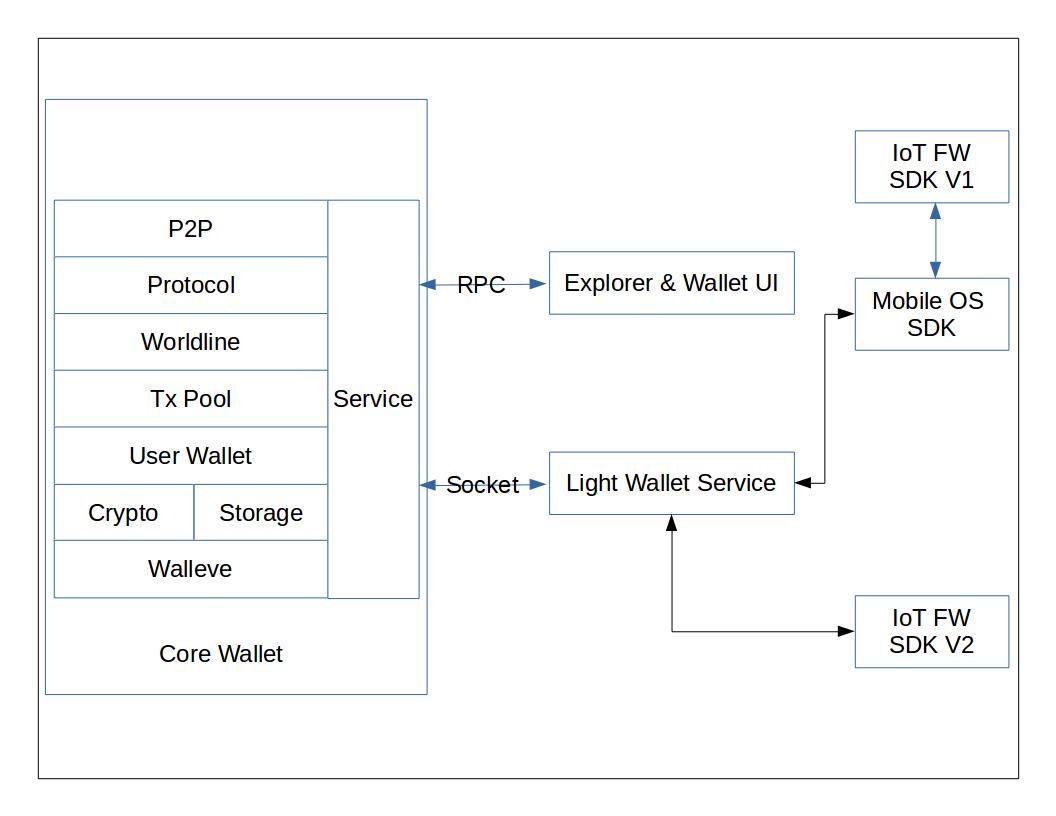 P2P
Protocol
Worldline
Tx Pool
User Wallet
Crypto
Storage
Walleve
Service
Core Wallet
RPC
Socket
Explorer & Wallet UI
Light Wallet Service
IoT FW
SDK V1
Mobile OS
SDK
IoT FW
SDK V2